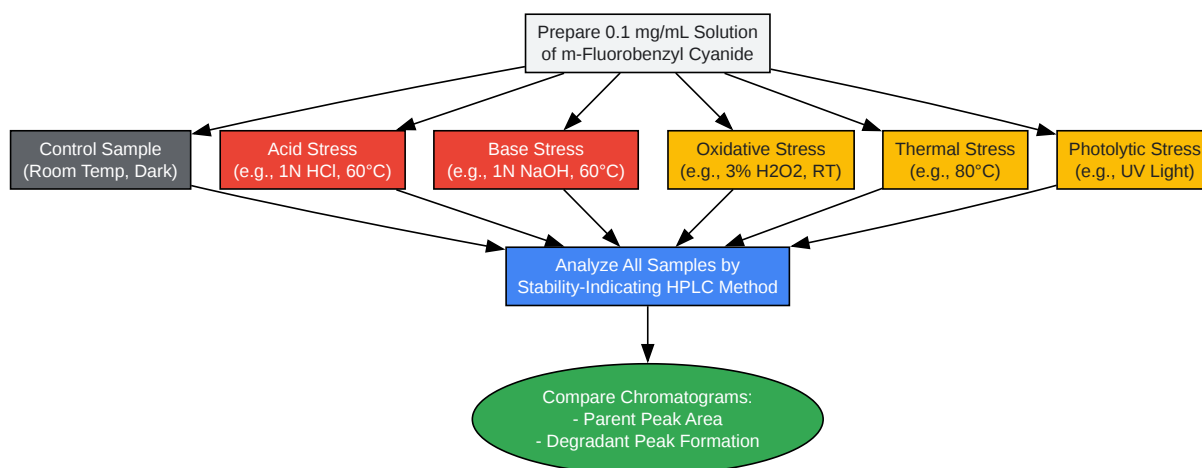 Prepare 0.1 mg/mL Solution
of m-Fluorobenzyl Cyanide
Control Sample
(Room Temp, Dark)
Acid Stress
(e.g., 1N HCl, 60°C)
Base Stress
(e.g., 1N NaOH, 60°C)
Oxidative Stress
(e.g., 3% H2O2, RT)
Thermal Stress
(e.g., 80°C)
Photolytic Stress
(e.g., UV Light)
Analyze All Samples by
Stability-Indicating HPLC Method
Compare Chromatograms:
- Parent Peak Area
- Degradant Peak Formation